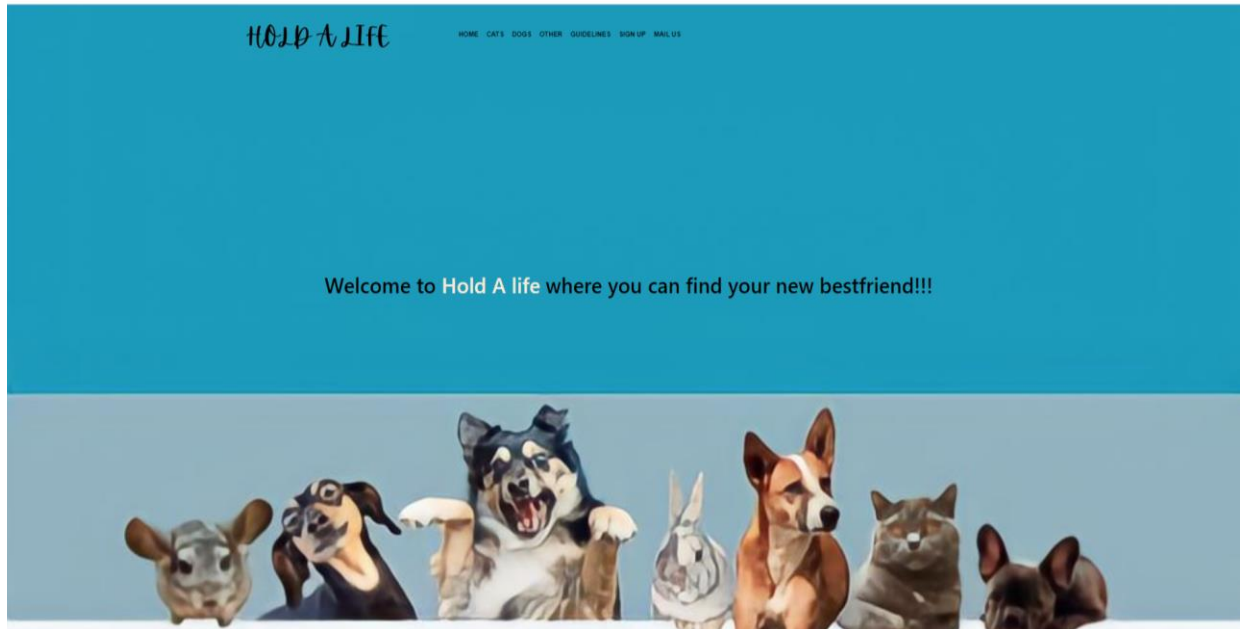 HOLD A LIFE
HOME CATS DOGS OTHER GUIDELINES SIGN UP MAIL US
Welcome to Hold A life where you can find your new bestfriend!!!